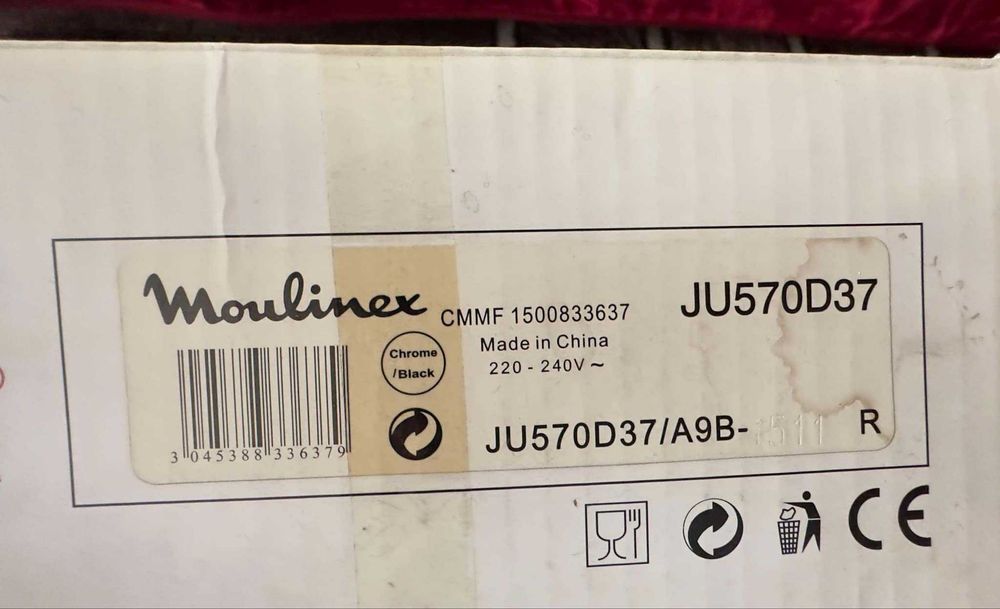 Moulinex
CMMF 1500833637
JU570D37
Chrome
/Black
Made in China
220 - 240V ~
3 045388 336379
JU570D37/A9B-
R
CE